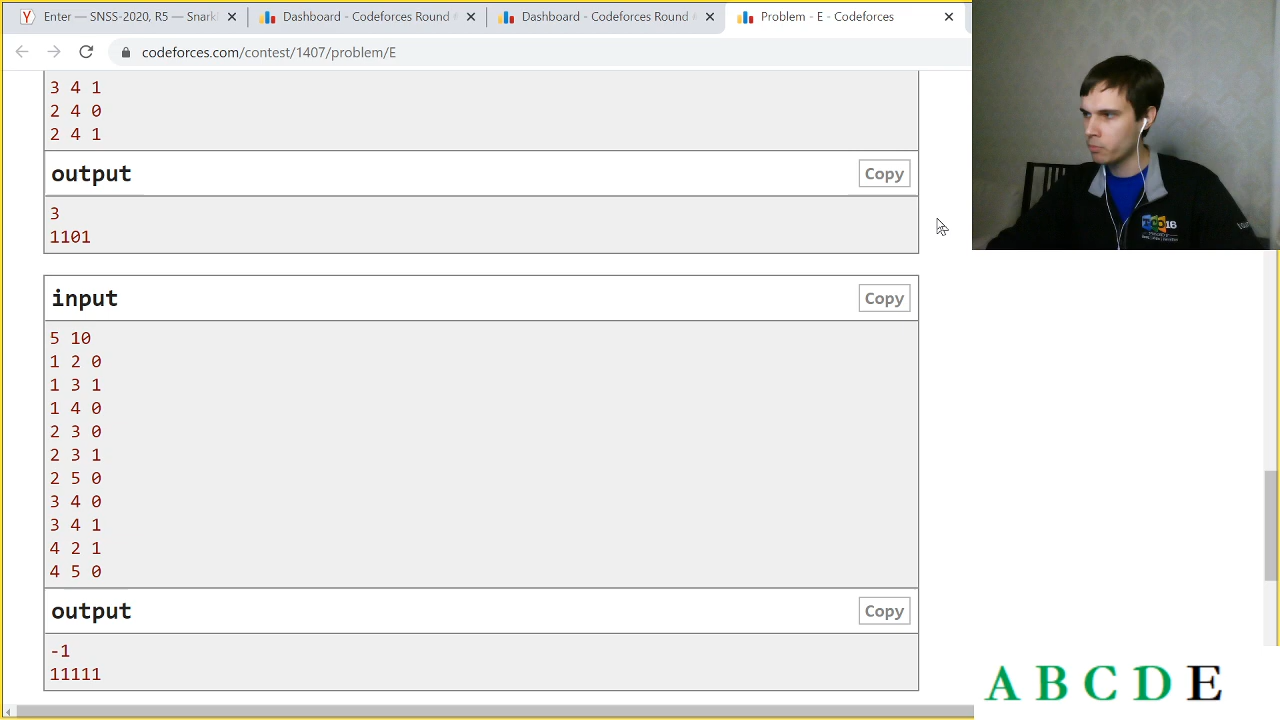 Enter — SNSS-2020, R5 — Snark
Dashboard - Codeforces Round
Dashboard - Codeforces Round
Problem - E - Codeforces
codeforces.com/contest/1407/problem/E
3 4 1
2 4 0
2 4 1
output
Copy
3
1101
input
Copy
5 10
1 2 0
1 3 1
1 4 0
2 3 0
2 3 1
2 5 0
3 4 0
3 4 1
4 2 1
4 5 0
output
Copy
-1
11111
A B C D E